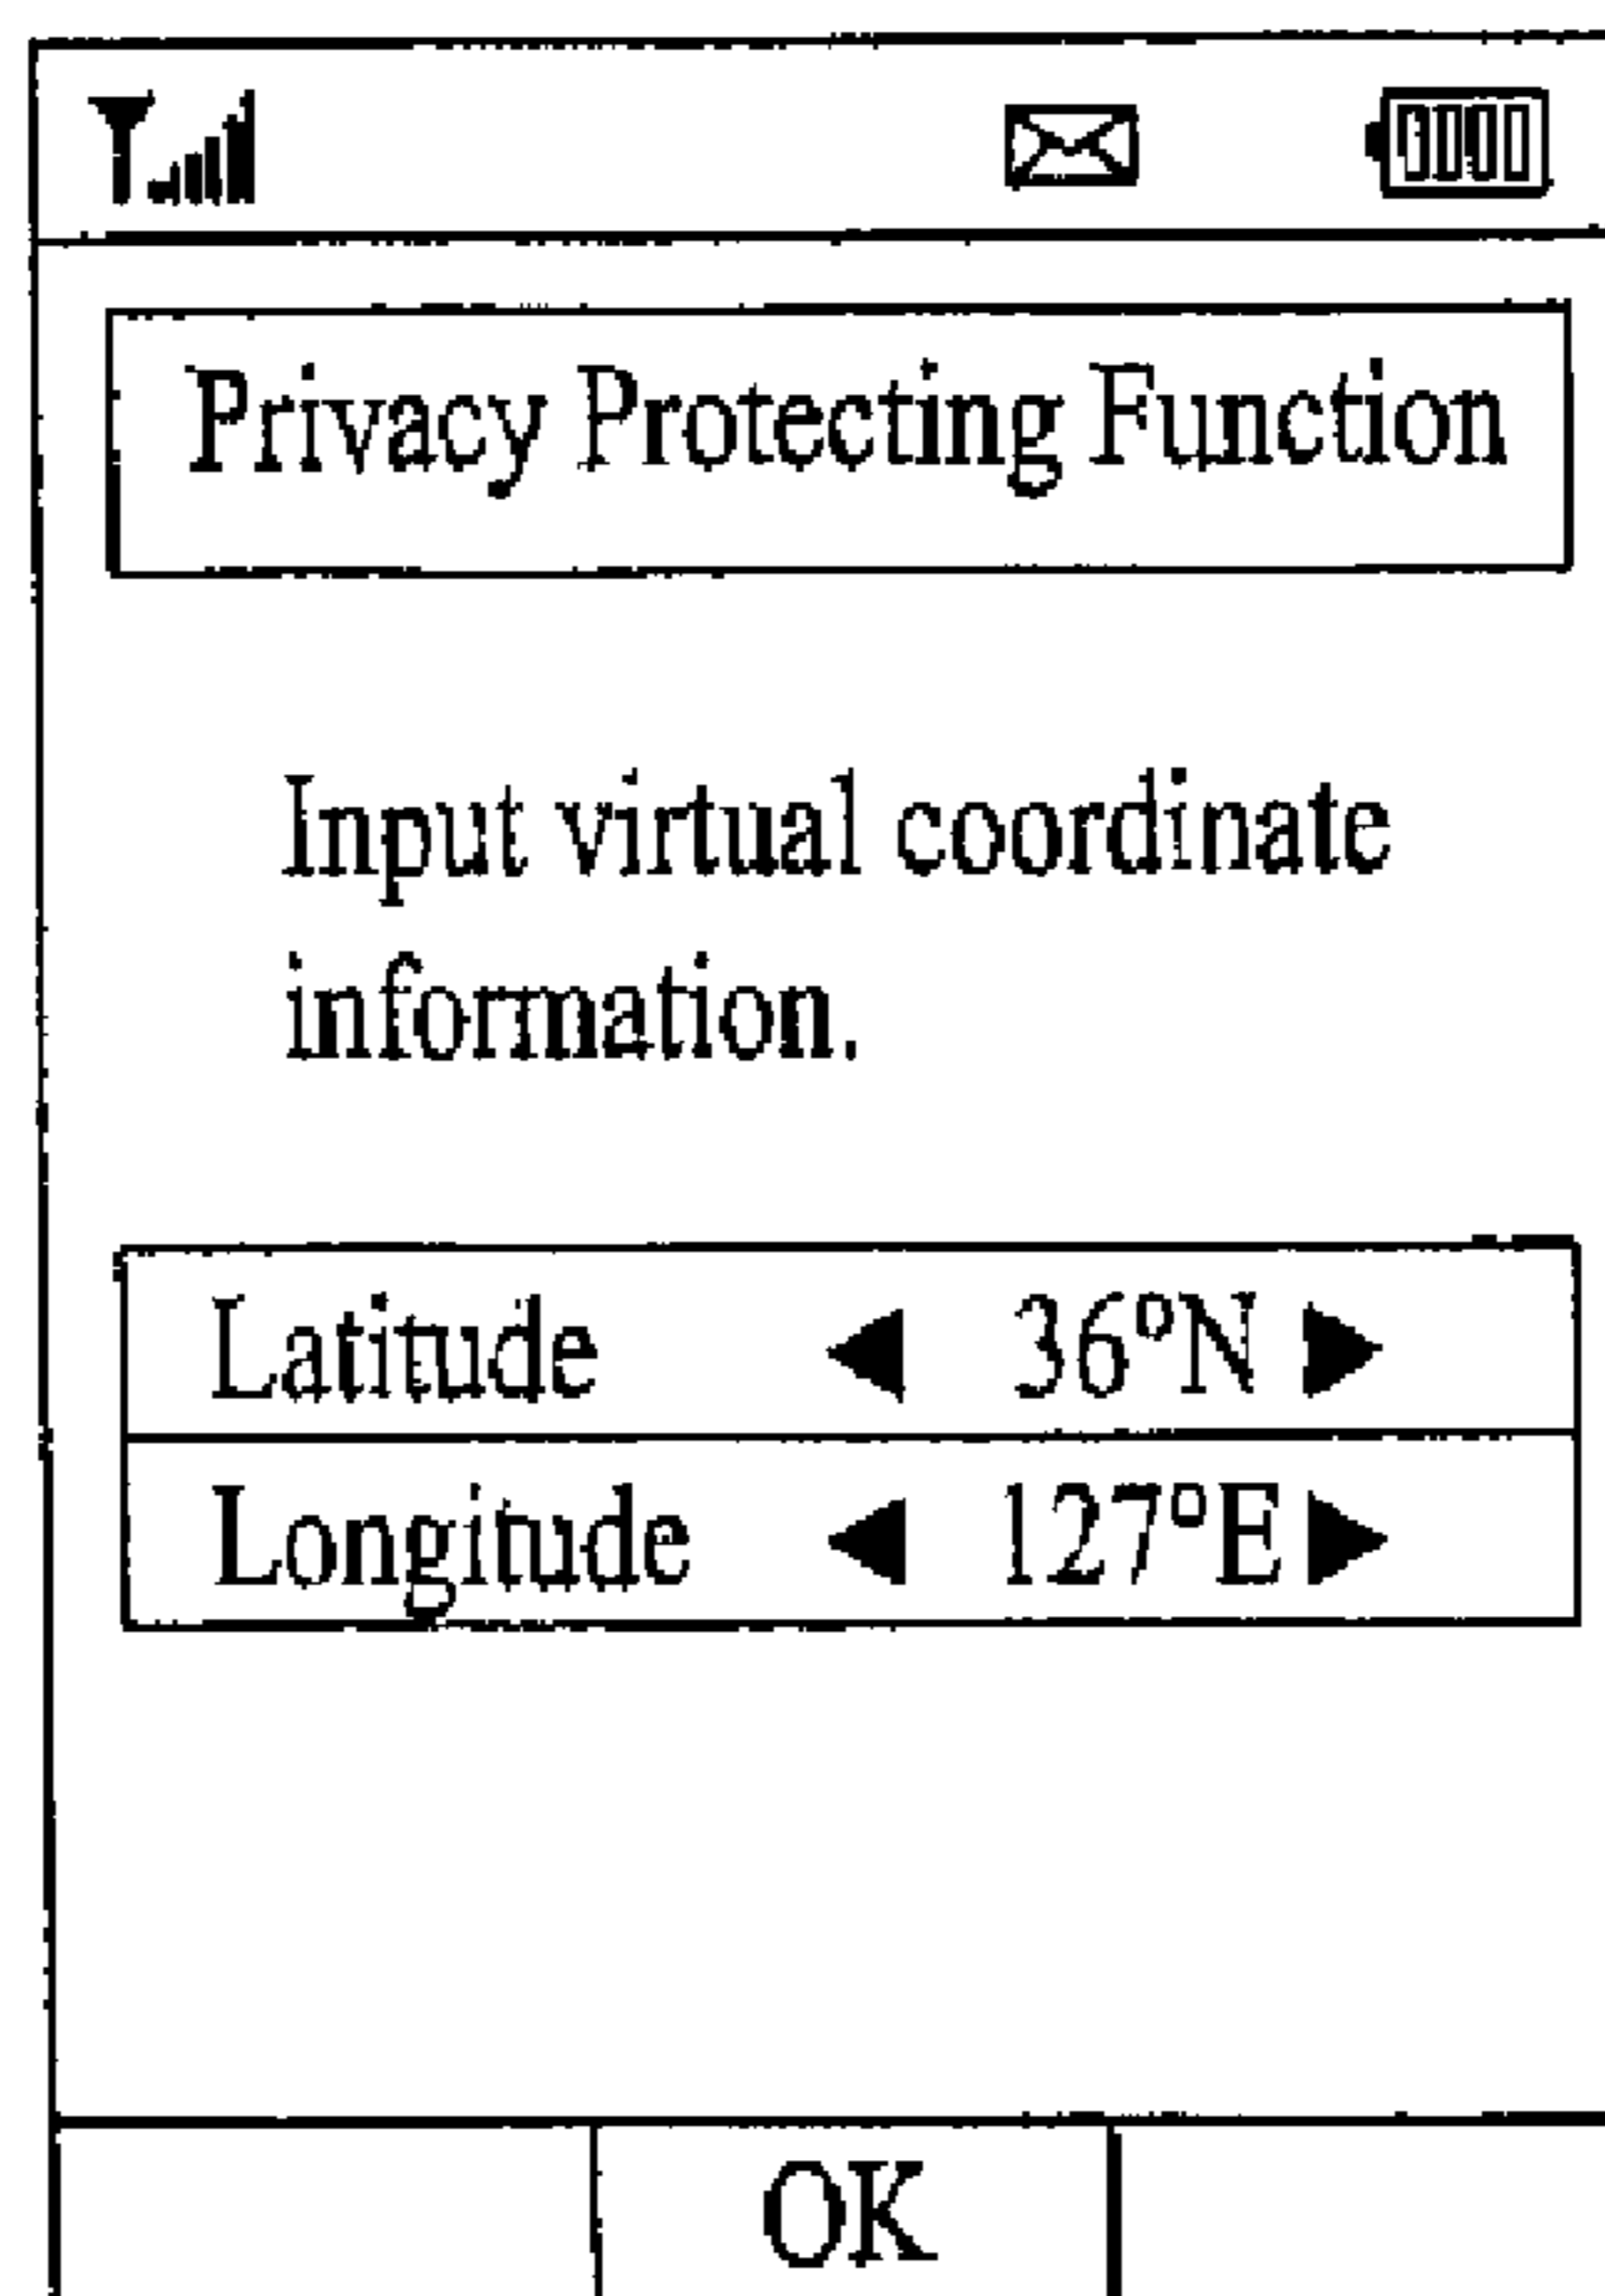 Privacy Protecting Function
Input virtual coordinate
information.
Latitude ◀ 36°N ▶
Longitude ◀ 127°E ▶
OK